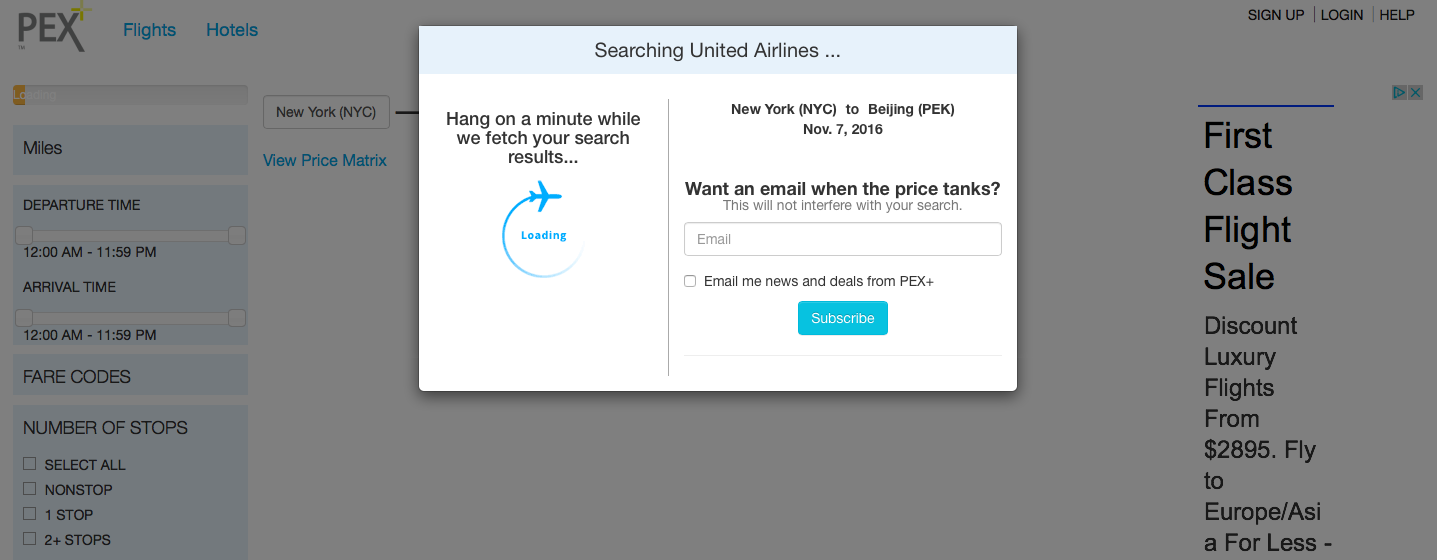 PEX+
TM
Flights
Hotels
SIGN UP
LOGIN
HELP
Searching United Airlines ...
Loading
New York (NYC)
View Price Matrix
Miles
DEPARTURE TIME
12:00 AM - 11:59 PM
ARRIVAL TIME
12:00 AM - 11:59 PM
FARE CODES
NUMBER OF STOPS
SELECT ALL
NONSTOP
1 STOP
2+ STOPS
Hang on a minute while
we fetch your search
results...
Loading
New York (NYC) to Beijing (PEK)
Nov. 7, 2016
Want an email when the price tanks?
This will not interfere with your search.
Email
Email me news and deals from PEX+
Subscribe
First
Class
Flight
Sale
Discount
Luxury
Flights
From
$2895. Fly
to
Europe/Asi
a For Less -